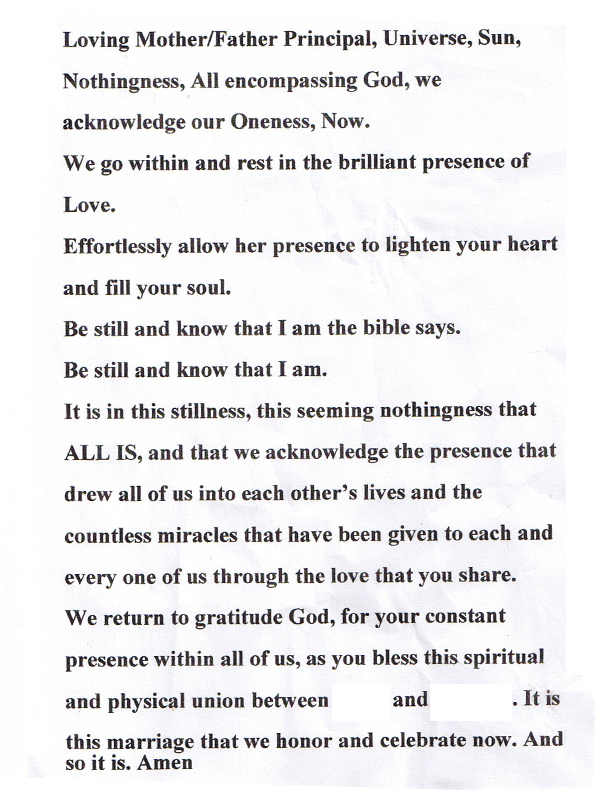 Loving Mother/Father Principal, Universe, Sun,
Nothingness, All encompassing God, we
acknowledge our Oneness, Now.
We go within and rest in the brilliant presence of
Love.
Effortlessly allow her presence to lighten your heart
and fill your soul.
Be still and know that I am the bible says.
Be still and know that I am.
It is in this stillness, this seeming nothingness that
ALL IS, and that we acknowledge the presence that
drew all of us into each other’s lives and the
countless miracles that have been given to each and
every one of us through the love that you share.
We return to gratitude God, for your constant
presence within all of us, as you bless this spiritual
and physical union between and . It is
this marriage that we honor and celebrate now. And
so it is. Amen